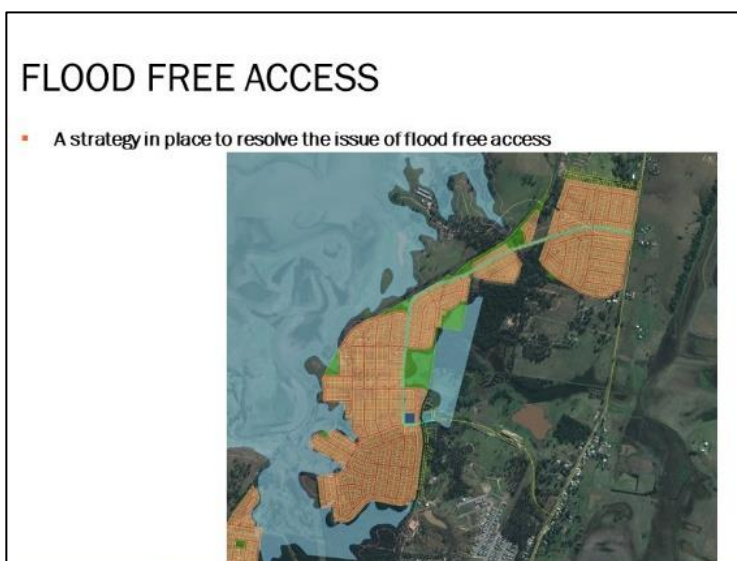 FLOOD FREE ACCESS
A strategy in place to resolve the issue of flood free access